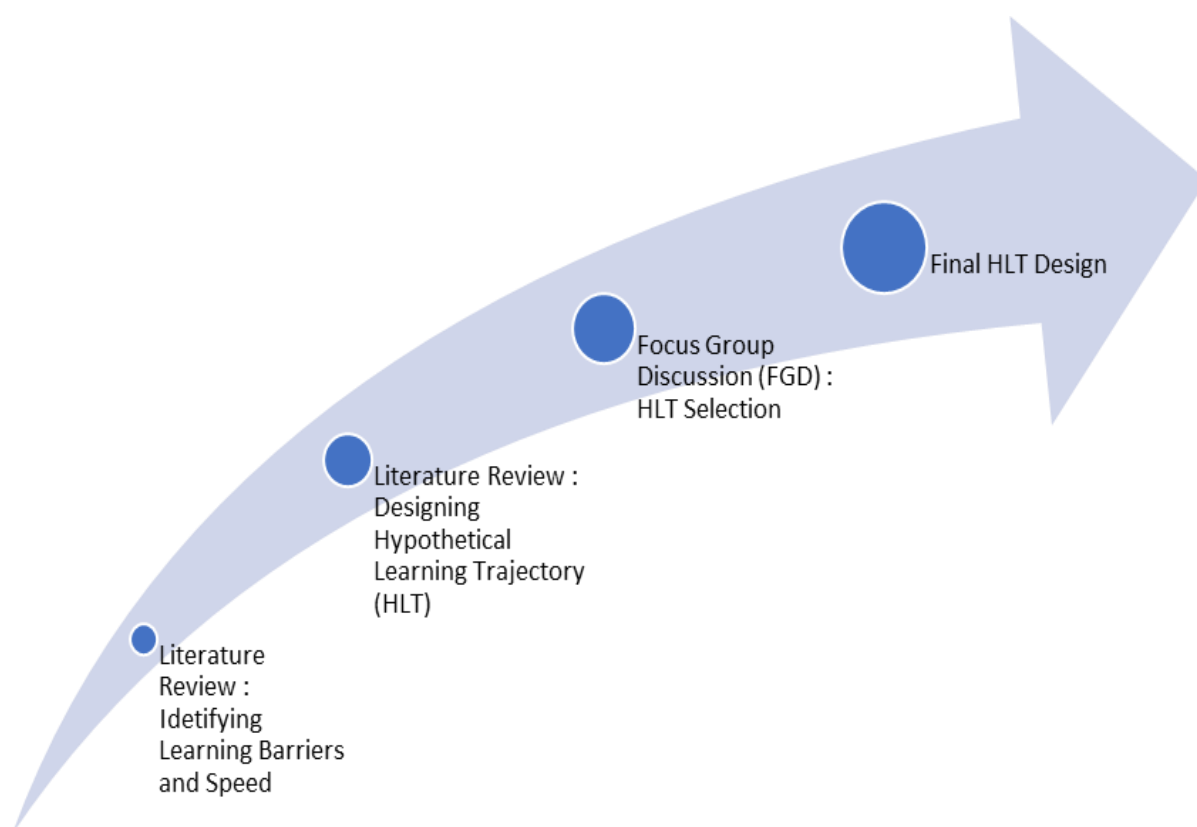 Final HLT Design
Focus Group
Discussion (FGD) :
HLT Selection
Literature Review :
Designing
Hypothetical
Learning Trajectory
(HLT)
Literature
Review :
Idetifying
Learning Barriers
and Speed